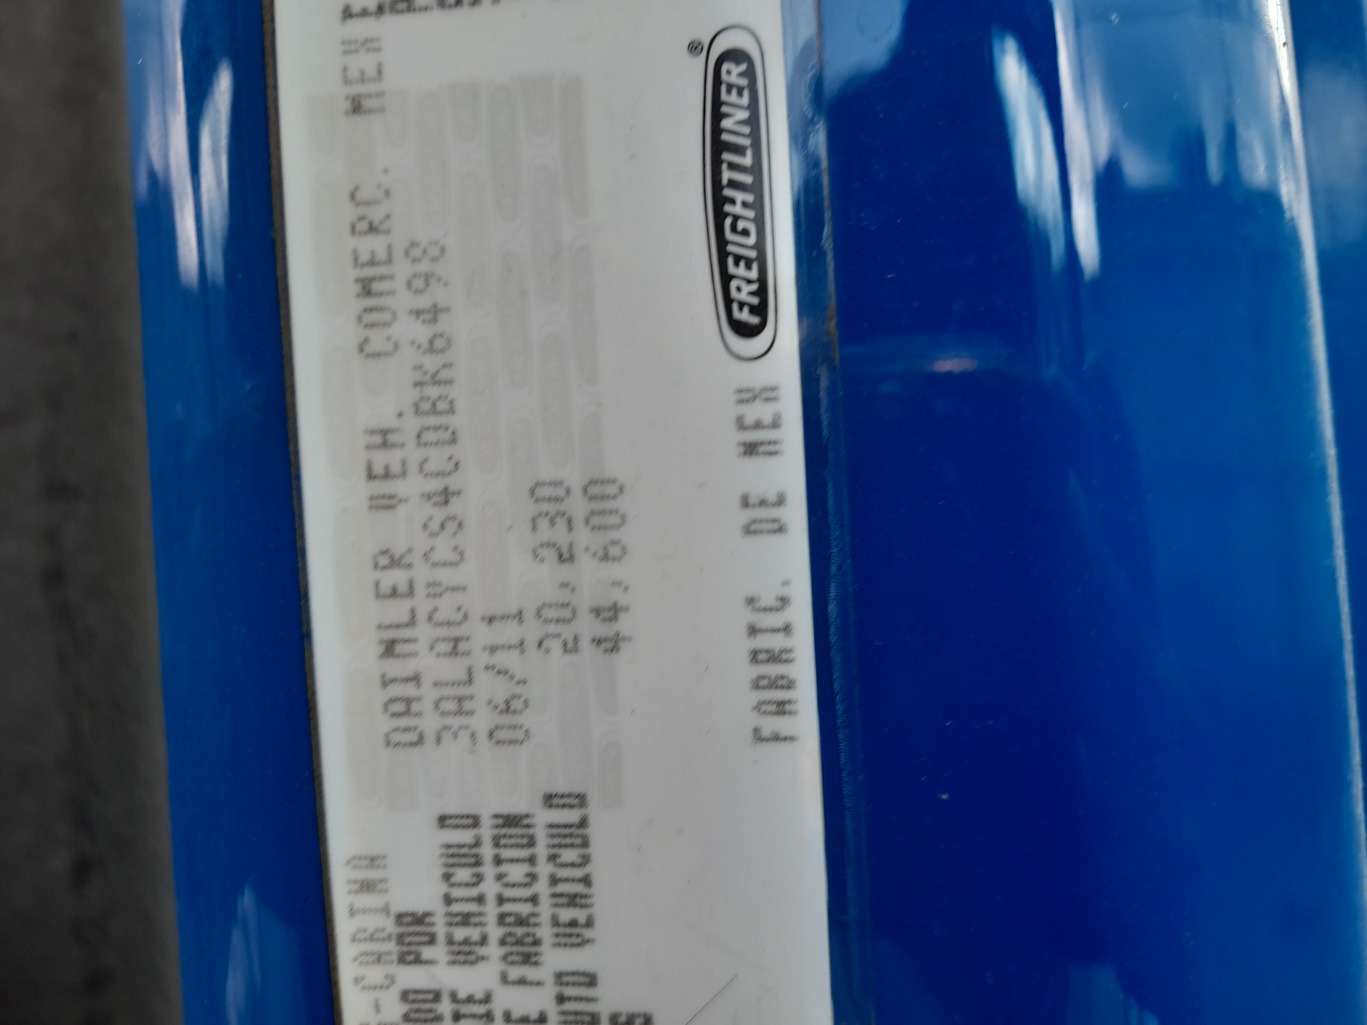 -CABINA
DO POR DAIMLER VEH. COMERC. MEX
IE VEHICULO 3ALACYCS4CDBK6498
E FABRICION 06/11
UTO VEHICULO 20,230
44,600
FABRIC. DE MEX FREIGHTLINER®